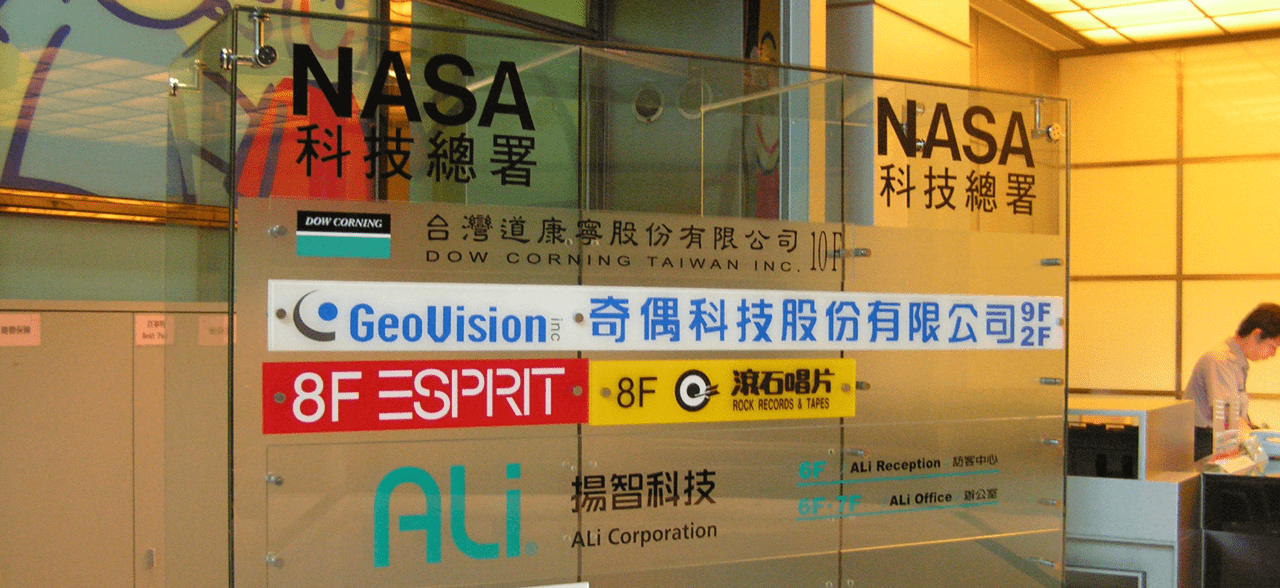 NASA
科技總署
NASA
科技總署
DOW CORNING
台灣道康寧股份有限公司 10F
DOW CORNING TAIWAN INC.
GeoVision inc 奇偶科技股份有限公司 9F
2F
8F ESPRIT
8F 滾石唱片
ROCK RECORDS & TAPES
ALi® 揚智科技
ALi Corporation
6F ALi Reception 訪客中心
6F·7F ALi Office 辦公室